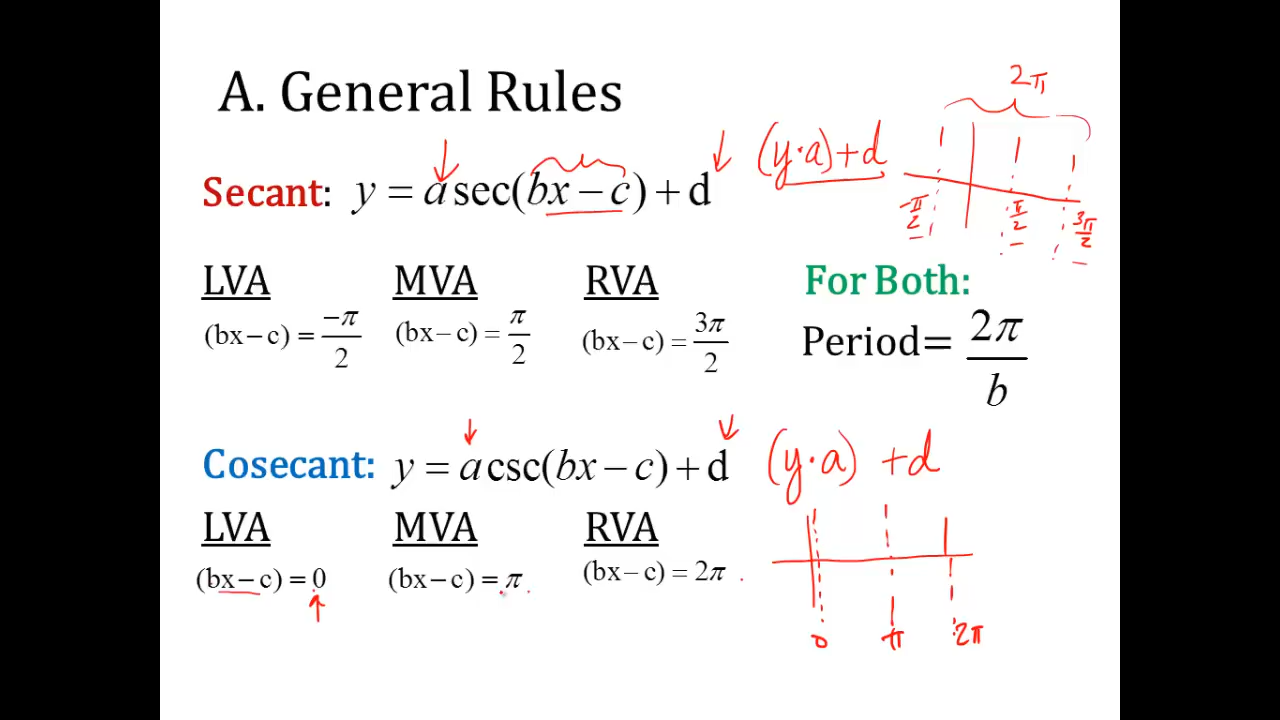 A. General Rules
2π
Secant: y = a sec(bx − c) + d (y·a)+d
-π/2 π/2 3π/2
LVA MVA RVA For Both:
(bx − c) = −π/2 (bx − c) = π/2 (bx − c) = 3π/2 Period= 2π/b
Cosecant: y = a csc(bx − c) + d (y·a) +d
LVA MVA RVA
(bx − c) = 0 (bx − c) = π (bx − c) = 2π
0 π 2π